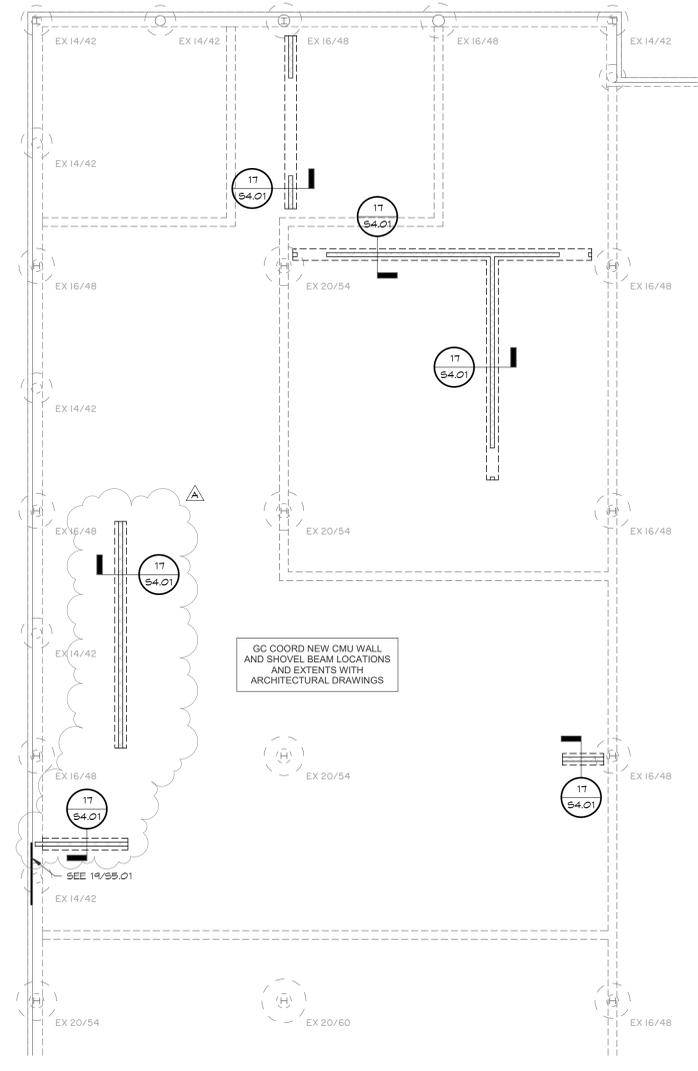 EX 14/42
EX 14/42
EX 16/48
EX 16/48
EX 14/42
EX 14/42
17
S4.01
17
S4.01
EX 16/48
EX 20/54
EX 16/48
17
S4.01
EX 14/42
A
EX 16/48
EX 20/54
EX 16/48
17
S4.01
EX 14/42
GC COORD NEW CMU WALL
AND SHOVEL BEAM LOCATIONS
AND EXTENTS WITH
ARCHITECTURAL DRAWINGS
EX 16/48
EX 20/54
EX 16/48
17
S4.01
17
S4.01
SEE 19/S5.01
EX 14/42
EX 20/54
EX 20/60
EX 16/48